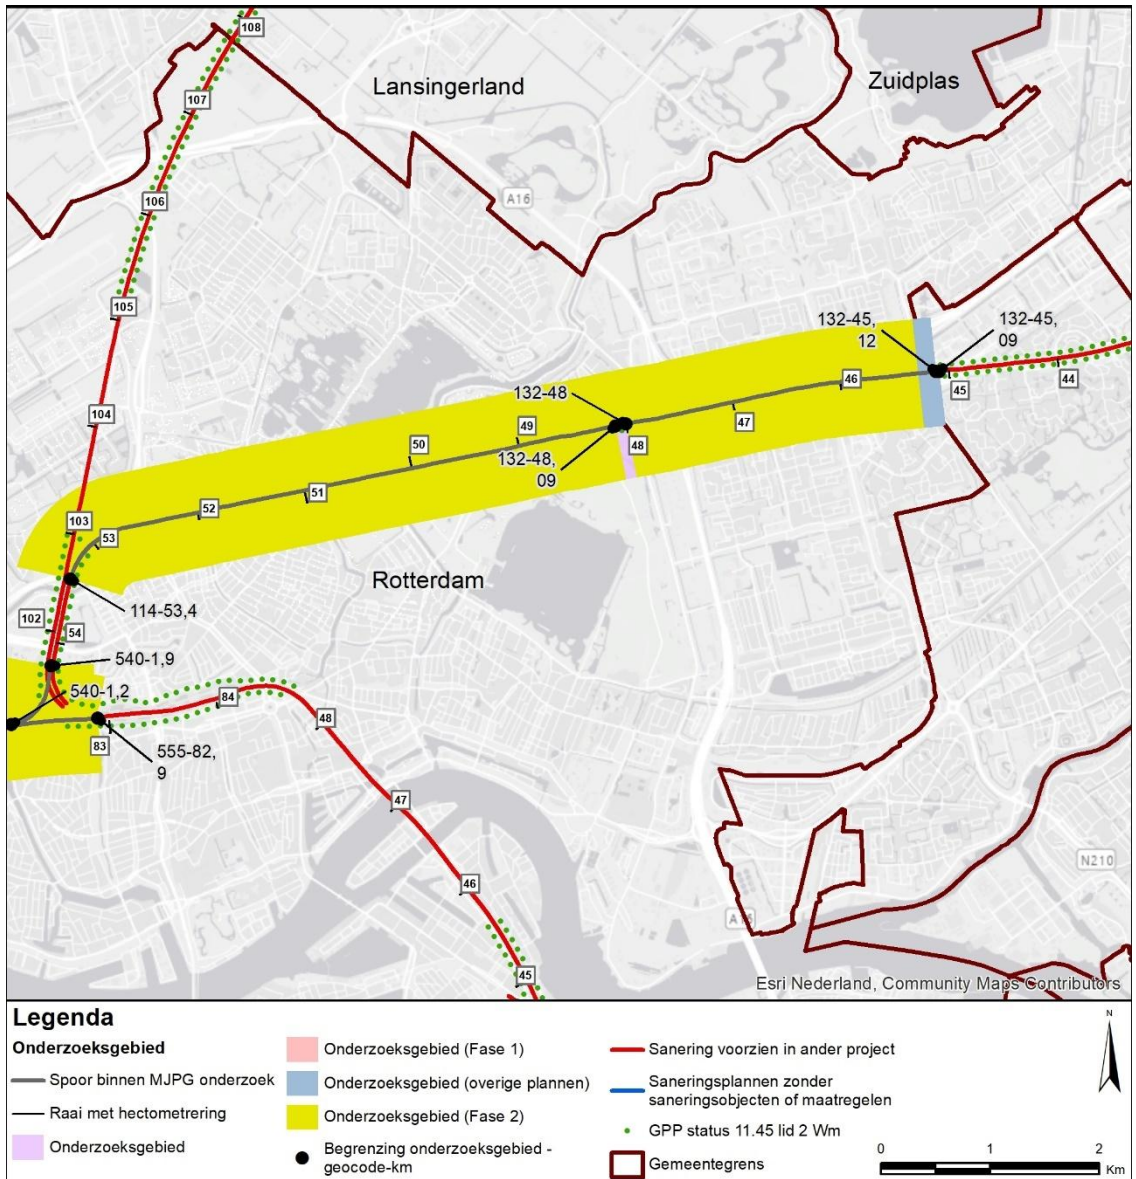 108
Lansingerland
Zuidplas
107
106
A16
105
132-45,
12
132-45,
09
46
45
44
104
132-48
47
49
48
50
132-48,
09
51
52
103
53
Rotterdam
114-53,4
102
54
540-1,9
540-1,2
84
48
83
555-82,
9
47
N210
46
A16
45
Esri Nederland, Community Maps Contributors
Legenda
Onderzoeksgebied
Spoor binnen MJPG onderzoek
Raai met hectometrering
Onderzoeksgebied
Onderzoeksgebied (Fase 1)
Onderzoeksgebied (overige plannen)
Onderzoeksgebied (Fase 2)
Begrenzing onderzoeksgebied -
geocode-km
Sanering voorzien in ander project
Saneringsplannen zonder
saneringsobjecten of maatregelen
GPP status 11.45 lid 2 Wm
Gemeentegrens
N
0 1 2
Km